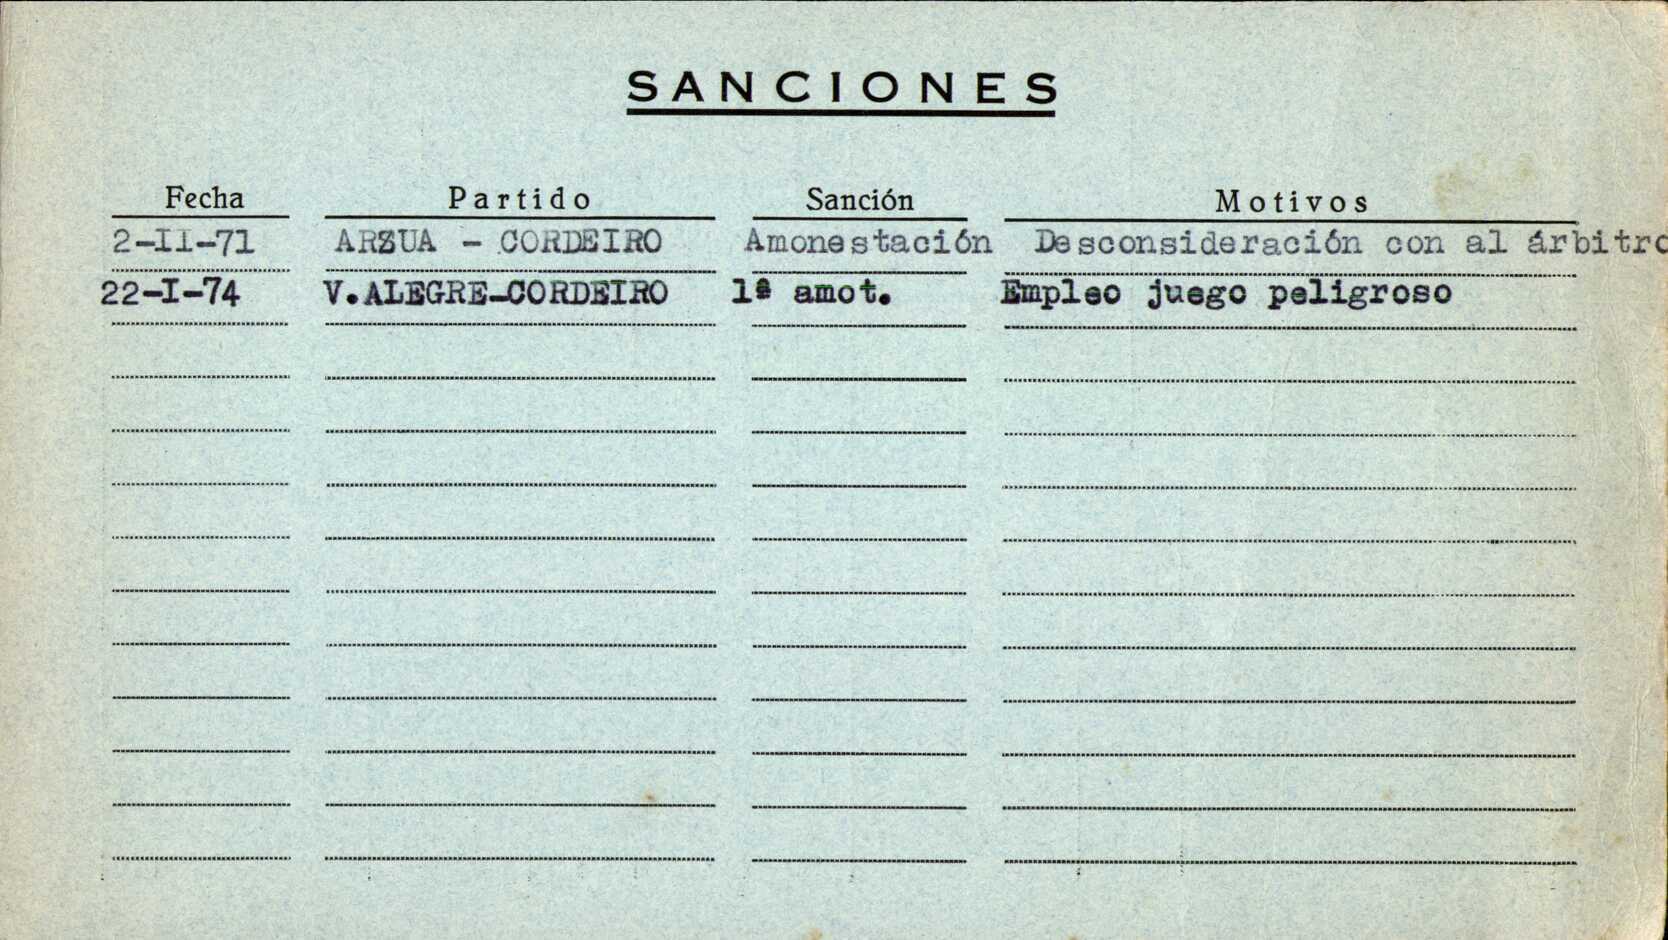 SANCIONES
Fecha Partido Sanción Motivos
2-II-71 ARZUA - CORDEIRO Amonestación Desconsideración con al árbitro
22-I-74 V.ALEGRE-CORDEIRO 1ª amot. Empleo juego peligroso